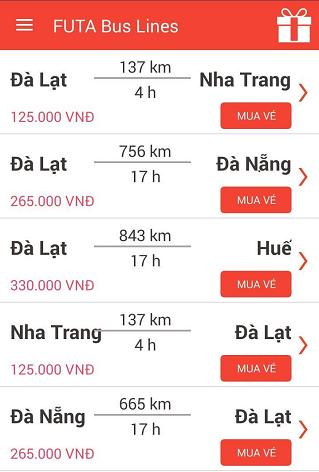 FUTA Bus Lines
Đà Lạt 137 km Nha Trang
4 h
125.000 VNĐ MUA VÉ
Đà Lạt 756 km Đà Nẵng
17 h
265.000 VNĐ MUA VÉ
Đà Lạt 843 km Huế
17 h
330.000 VNĐ MUA VÉ
Nha Trang 137 km Đà Lạt
4 h
125.000 VNĐ MUA VÉ
Đà Nẵng 665 km Đà Lạt
17 h
265.000 VNĐ MUA VÉ